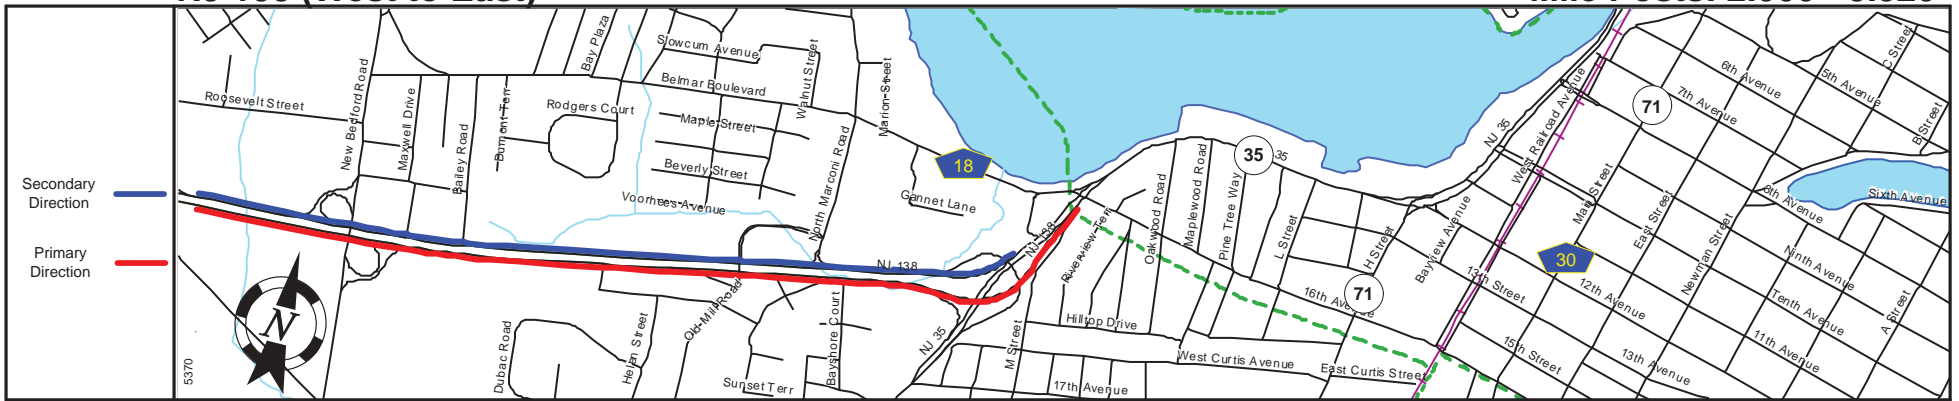 Secondary
Direction
Primary
Direction
Roosevelt Street
New Bedford Road
Maxwell Drive
Bailey Road
Dumont Terr
Bay Plaza
Rodgers Court
Slowcum Avenue
Belmar Boulevard
Maple Street
Beverly Street
Voorhees Avenue
Walnut Street
Marion Street
North Marconi Road
Gannet Lane
18
NJ 138
NJ 138
NJ 35
Old Mill Road
Helen Street
Dubac Road
Sunset Terr
Bayshore Court
M Street
Hilltop Drive
17th Avenue
West Curtis Avenue
East Curtis Street
Riverview Terr
Oakwood Road
Maplewood Road
Pine Tree Way
35
35
L Street
H Street
16th Avenue
71
Bayview Avenue
NJ 35
West Railroad Avenue
Main Street
71
30
13th Street
12th Avenue
15th Street
13th Avenue
11th Avenue
Tenth Avenue
Ninth Avenue
8th Avenue
Sixth Avenue
East Street
Newman Street
A Street
B Street
C Street
5th Avenue
6th Avenue
7th Avenue
N
5370